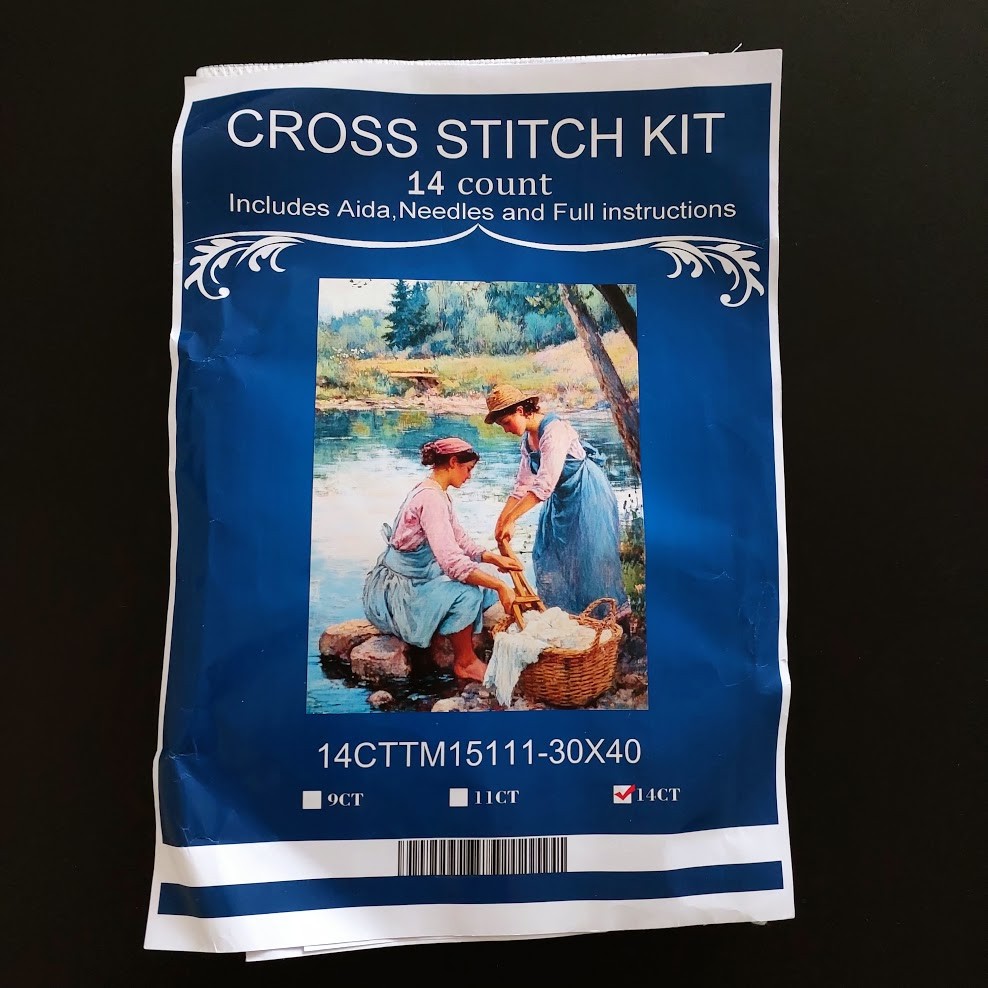 CROSS STITCH KIT
14 count
Includes Aida,Needles and Full instructions
14CTTM15111-30X40
9CT 11CT 14CT